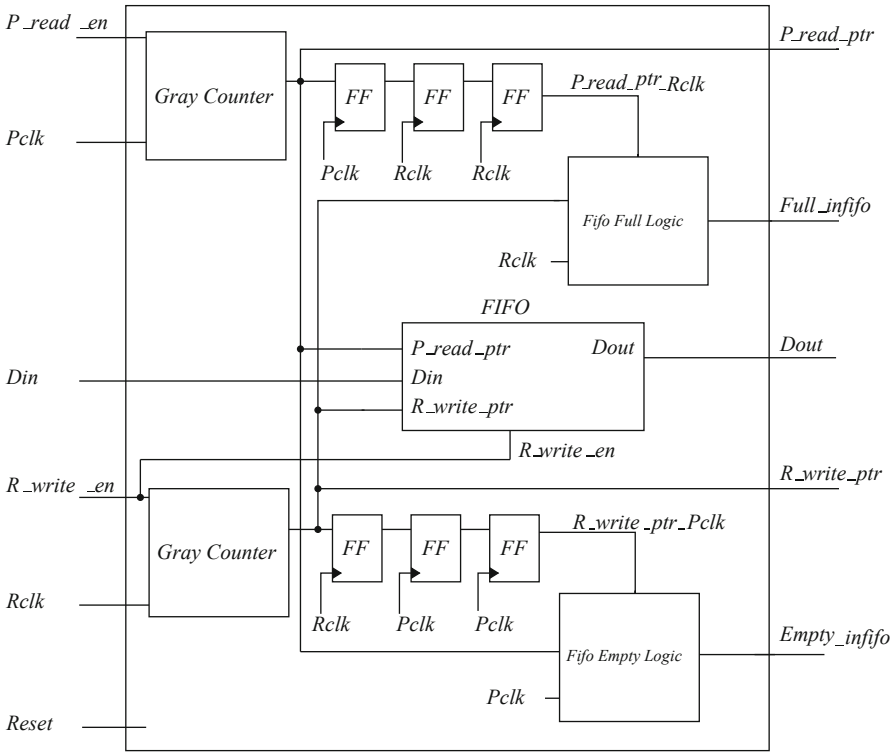 P_read_en
P_read_ptr
Gray Counter
FF
FF
FF
P_read_ptr_Rclk
Pclk
Pclk
Rclk
Rclk
Fifo Full Logic
Full_infifo
Rclk
FIFO
P_read_ptr
Dout
Dout
Din
Din
R_write_ptr
R_write_en
R_write_en
R_write_ptr
Gray Counter
FF
FF
FF
R_write_ptr_Pclk
Rclk
Rclk
Pclk
Pclk
Fifo Empty Logic
Empty_infifo
Pclk
Reset